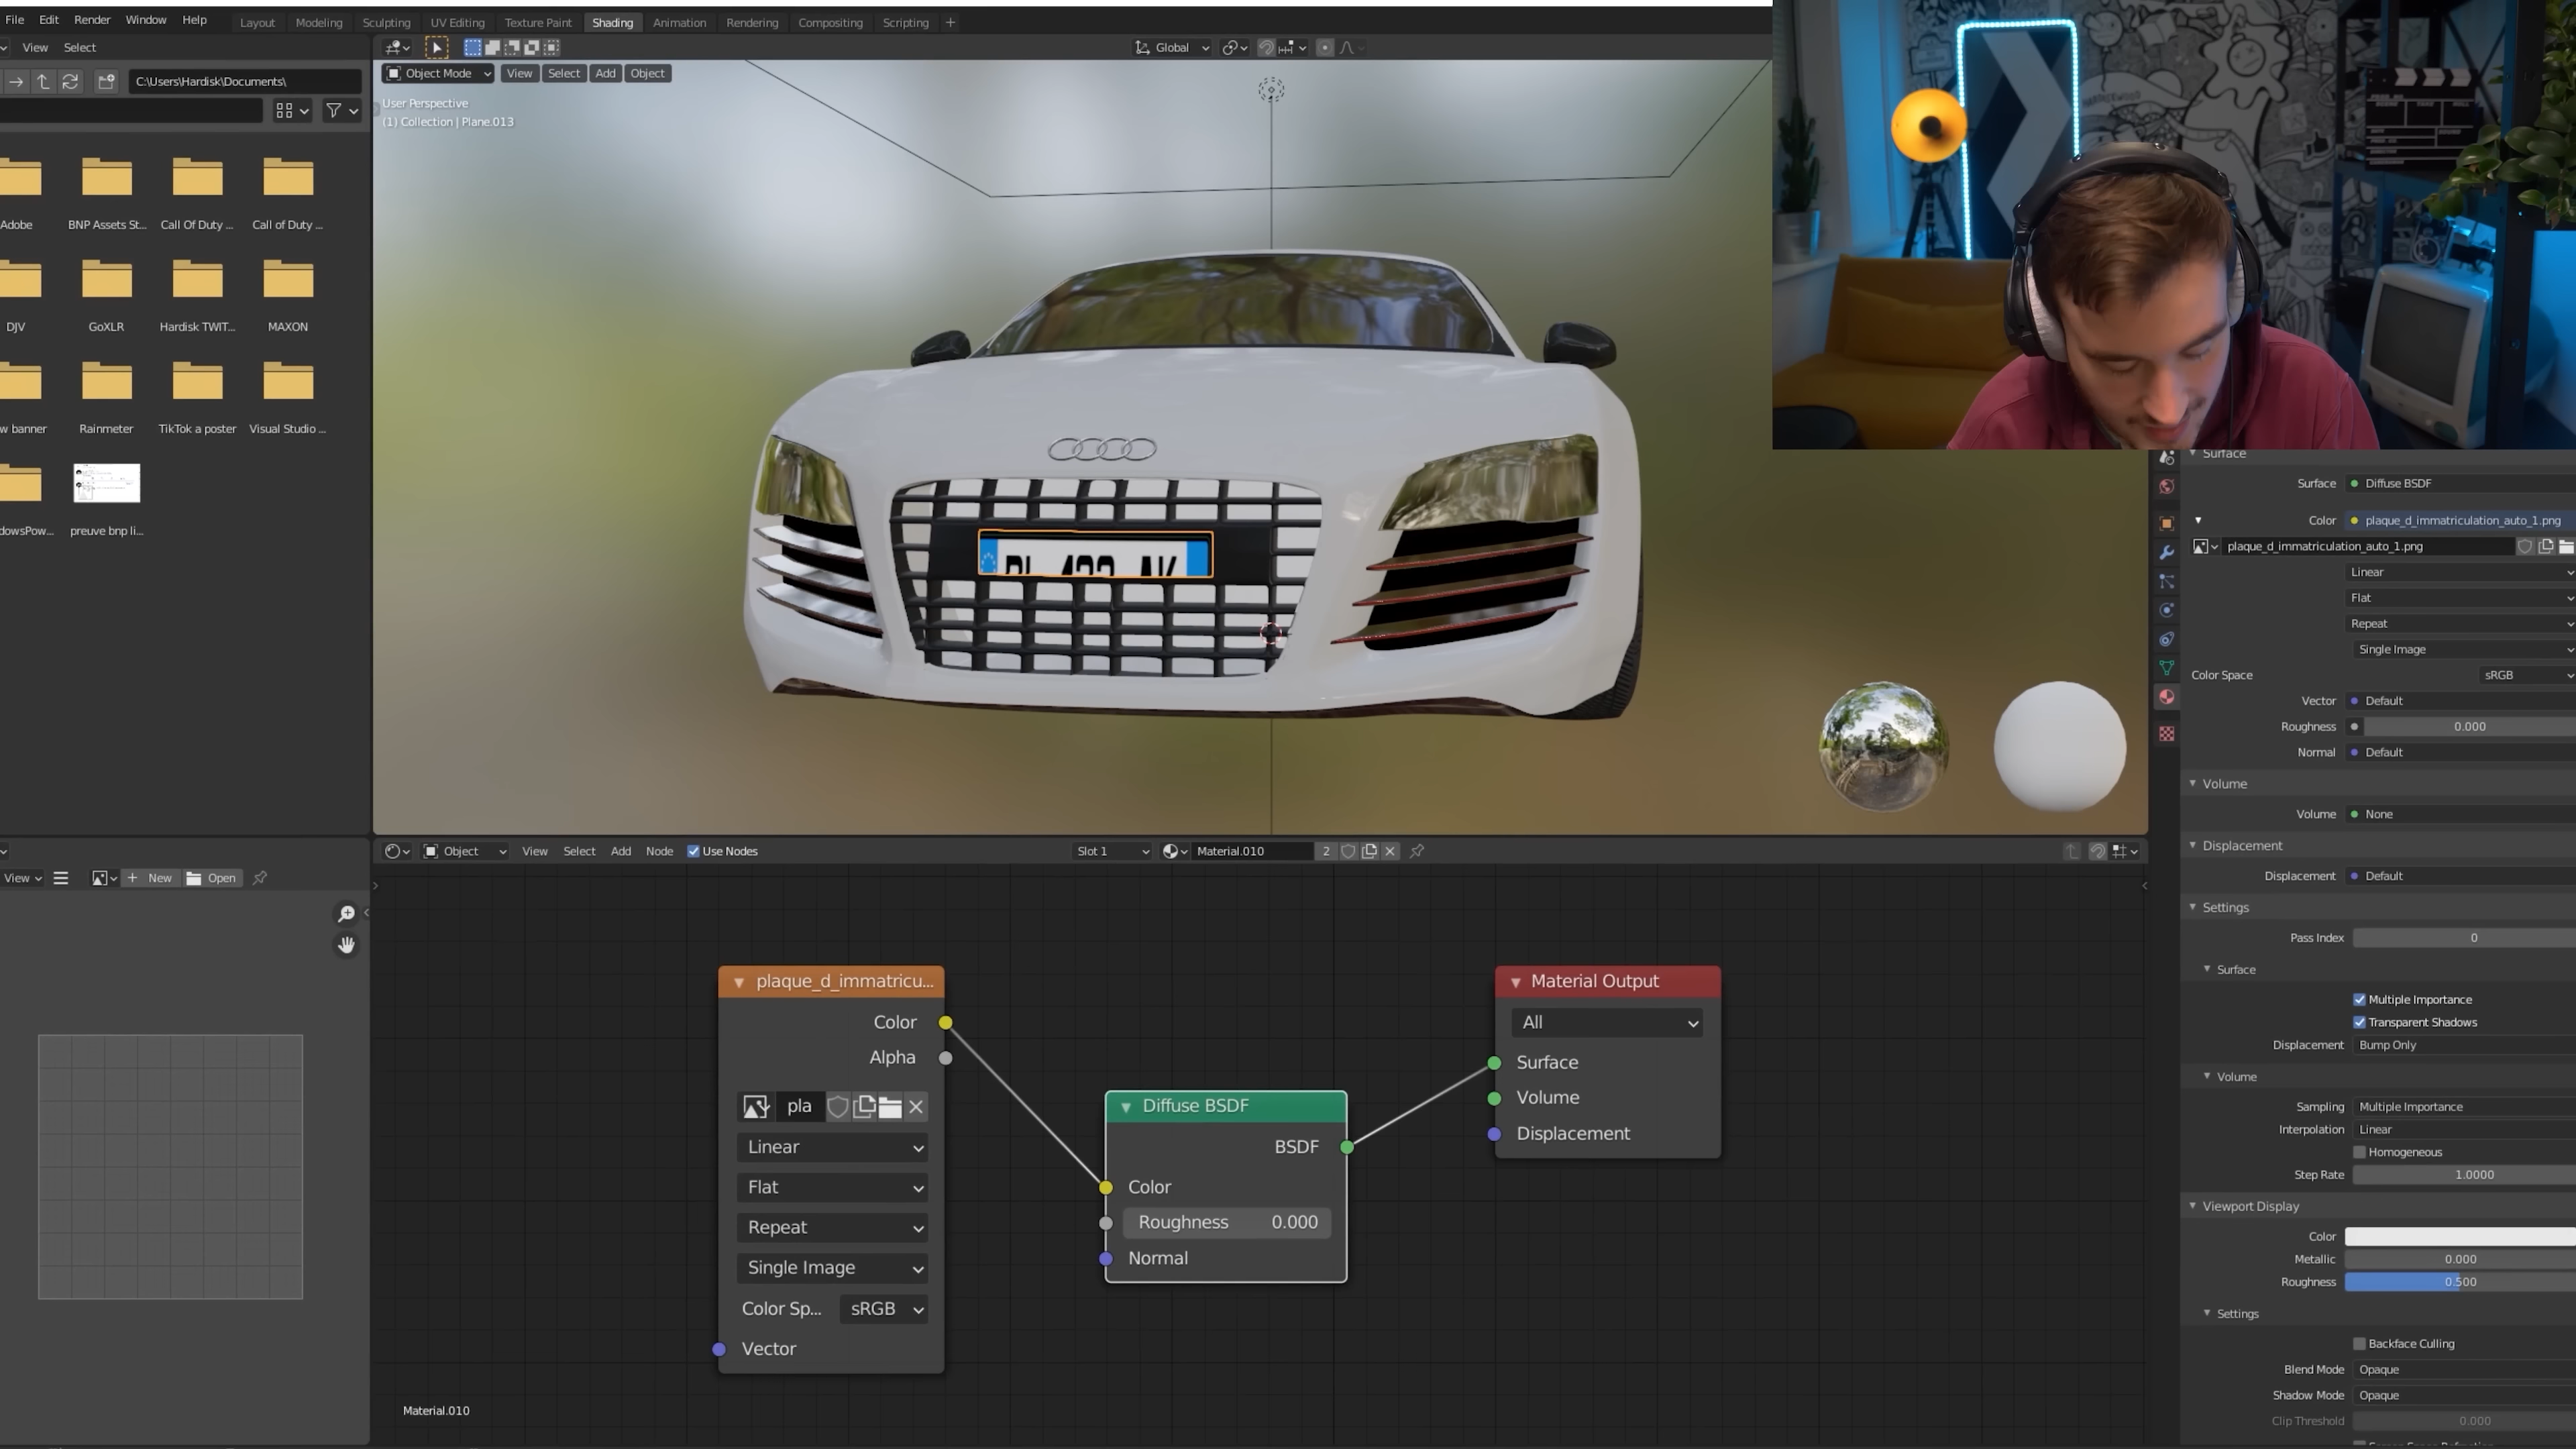 File Edit Render Window Help
Layout Modeling Sculpting UV Editing Texture Paint Shading Animation Rendering Compositing Scripting +
View Select
Global
C:\Users\Hardisk\Documents\
Object Mode View Select Add Object
User Perspective
(1) Collection | Plane.013
Adobe BNP Assets St... Call Of Duty ... Call of Duty ...
DJV GoXLR Hardisk TWIT... MAXON
w banner Rainmeter TikTok a poster Visual Studio ...
dowsPow... preuve bnp li...
Surface
Surface Diffuse BSDF
Color plaque_d_immatriculation_auto_1.png
plaque_d_immatriculation_auto_1.png
Linear
Flat
Repeat
Single Image
Color Space sRGB
Vector Default
Roughness 0.000
Normal Default
Volume
Volume None
Displacement
Displacement Default
Settings
Pass Index 0
Surface
Multiple Importance
Transparent Shadows
Displacement Bump Only
Volume
Sampling Multiple Importance
Interpolation Linear
Homogeneous
Step Rate 1.0000
Viewport Display
Color
Metallic 0.000
Roughness 0.500
Settings
Backface Culling
Blend Mode Opaque
Shadow Mode Opaque
Clip Threshold 0.000
Object View Select Add Node Use Nodes Slot 1 Material.010 2
View New Open
plaque_d_immatricu...
Color
Alpha
pla
Linear
Flat
Repeat
Single Image
Color Sp... sRGB
Vector
Diffuse BSDF
BSDF
Color
Roughness 0.000
Normal
Material Output
All
Surface
Volume
Displacement
Material.010